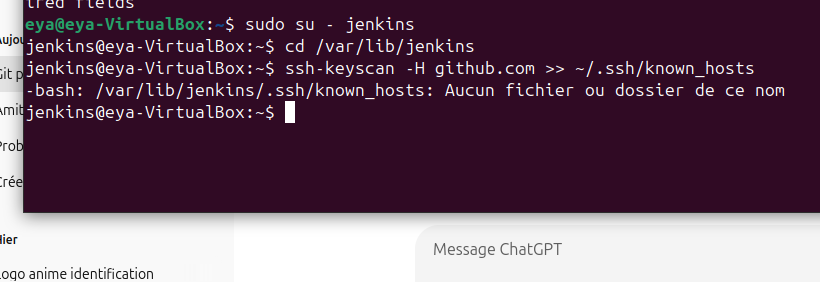 ired fields
eya@eya-VirtualBox:~$ sudo su - jenkins
jenkins@eya-VirtualBox:~$ cd /var/lib/jenkins
jenkins@eya-VirtualBox:~$ ssh-keyscan -H github.com >> ~/.ssh/known_hosts
-bash: /var/lib/jenkins/.ssh/known_hosts: Aucun fichier ou dossier de ce nom
jenkins@eya-VirtualBox:~$
Aujou
Git p
Amit
Prob
Crée
Hier
Logo anime identification
Message ChatGPT